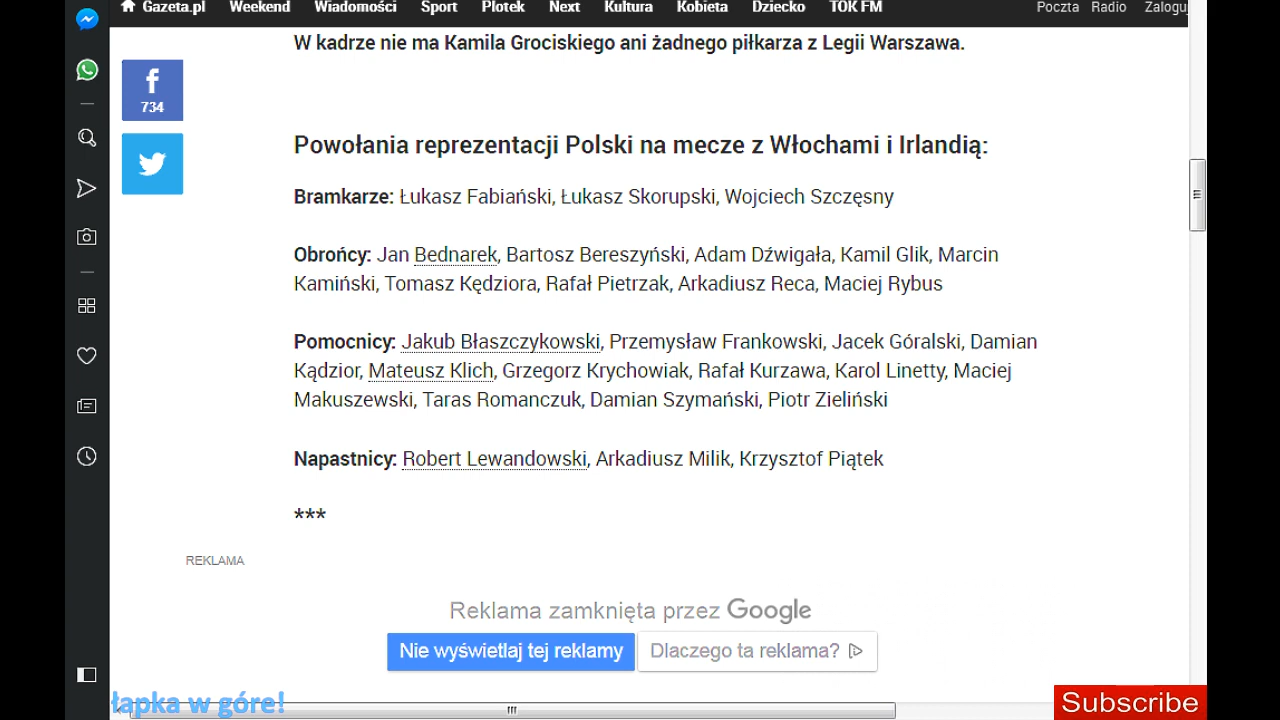 Gazeta.pl Weekend Wiadomości Sport Plotek Next Kultura Kobieta Dziecko TOK FM Poczta Radio Zaloguj
W kadrze nie ma Kamila Grociskiego ani żadnego piłkarza z Legii Warszawa.
734
Powołania reprezentacji Polski na mecze z Włochami i Irlandią:
Bramkarze: Łukasz Fabiański, Łukasz Skorupski, Wojciech Szczęsny
Obrońcy: Jan Bednarek, Bartosz Bereszyński, Adam Dźwigała, Kamil Glik, Marcin
Kamiński, Tomasz Kędziora, Rafał Pietrzak, Arkadiusz Reca, Maciej Rybus
Pomocnicy: Jakub Błaszczykowski, Przemysław Frankowski, Jacek Góralski, Damian
Kądzior, Mateusz Klich, Grzegorz Krychowiak, Rafał Kurzawa, Karol Linetty, Maciej
Makuszewski, Taras Romanczuk, Damian Szymański, Piotr Zieliński
Napastnicy: Robert Lewandowski, Arkadiusz Milik, Krzysztof Piątek
***
REKLAMA
Reklama zamknięta przez Google
Nie wyświetlaj tej reklamy Dlaczego ta reklama?
łapka w góre!
Subscribe